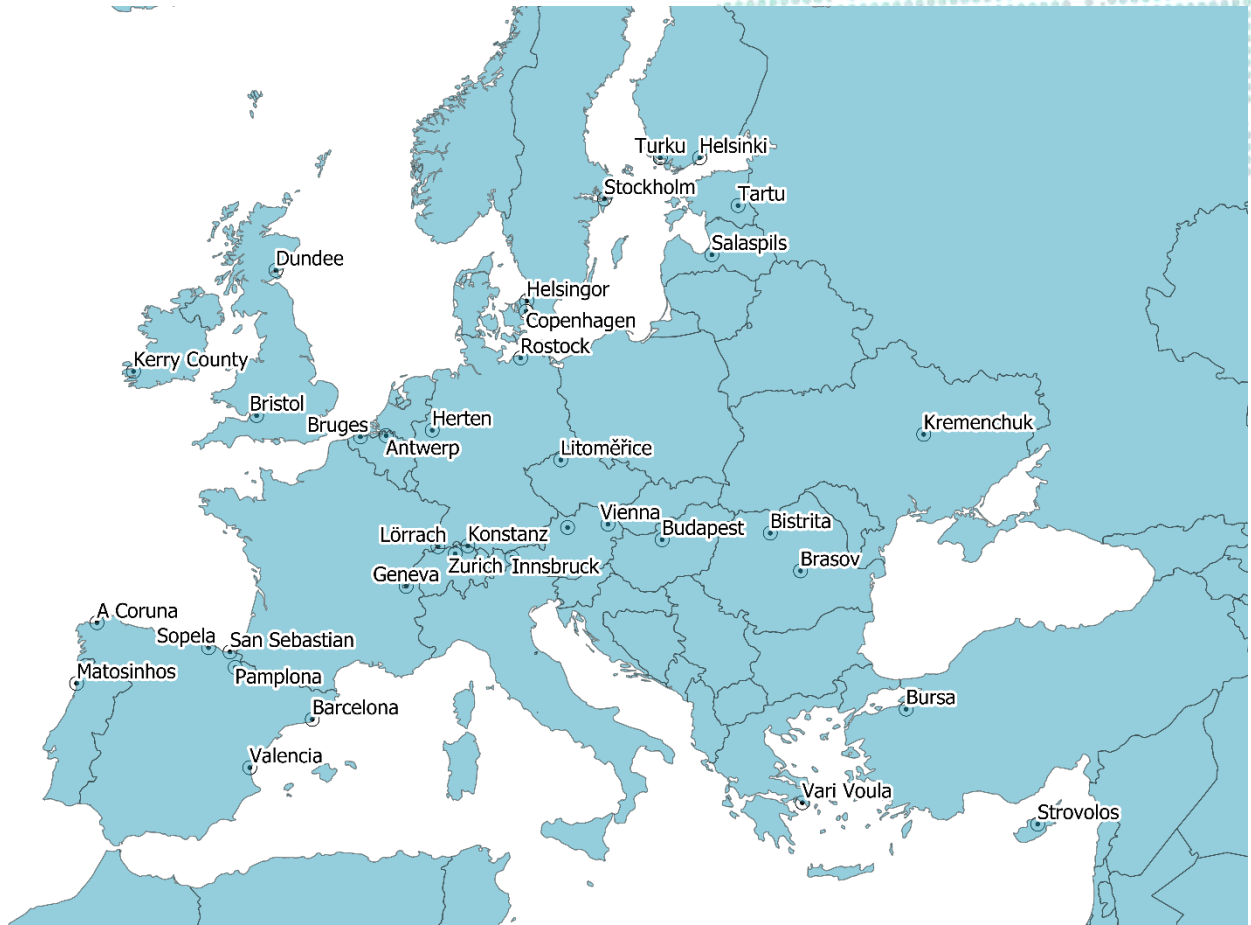 Turku
Helsinki
Stockholm
Tartu
Salaspils
Dundee
Helsingor
Copenhagen
Rostock
Kerry County
Bristol
Bruges
Antwerp
Herten
Litoměřice
Kremenchuk
Vienna
Budapest
Bistrita
Lörrach
Konstanz
Zurich
Innsbruck
Geneva
Brasov
A Coruna
Sopela
San Sebastian
Pamplona
Matosinhos
Barcelona
Bursa
Valencia
Vari Voula
Strovolos